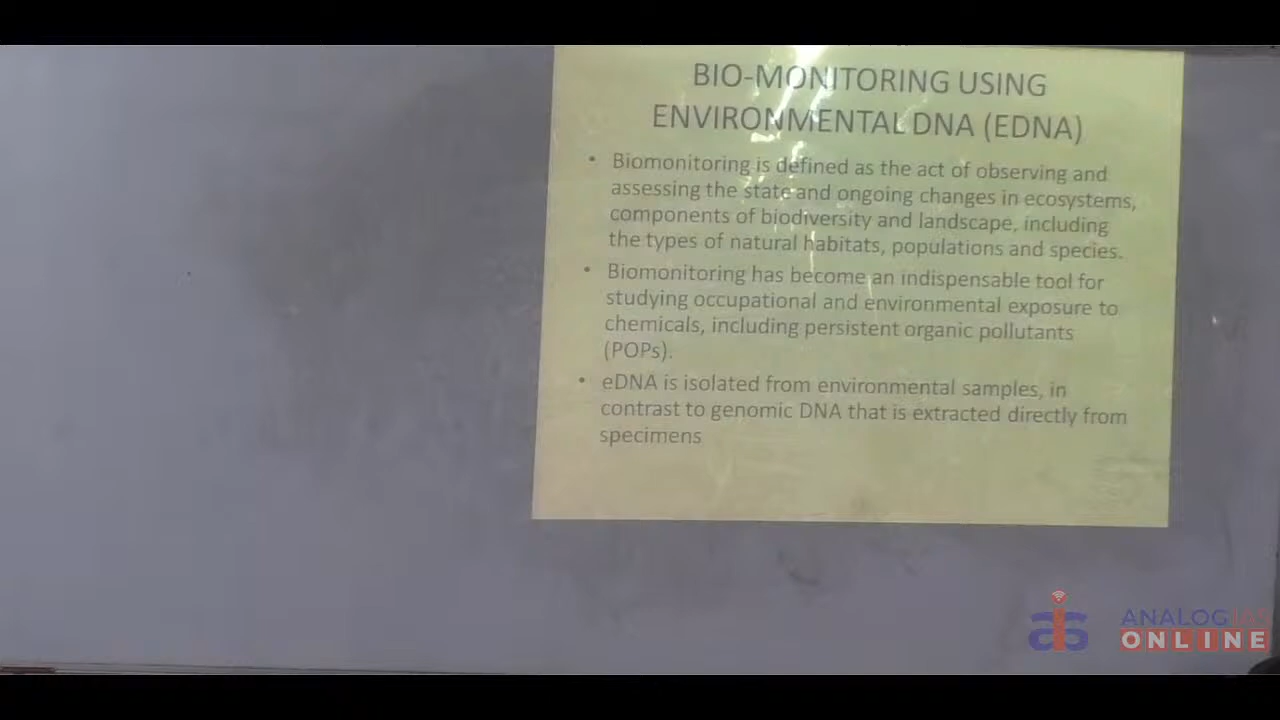 BIO-MONITORING USING
ENVIRONMENTAL DNA (EDNA)
• Biomonitoring is defined as the act of observing and
assessing the state and ongoing changes in ecosystems,
components of biodiversity and landscape, including
the types of natural habitats, populations and species.
• Biomonitoring has become an indispensable tool for
studying occupational and environmental exposure to
chemicals, including persistent organic pollutants
(POPs).
• eDNA is isolated from environmental samples, in
contrast to genomic DNA that is extracted directly from
specimens
ANALOG IAS
ONLINE